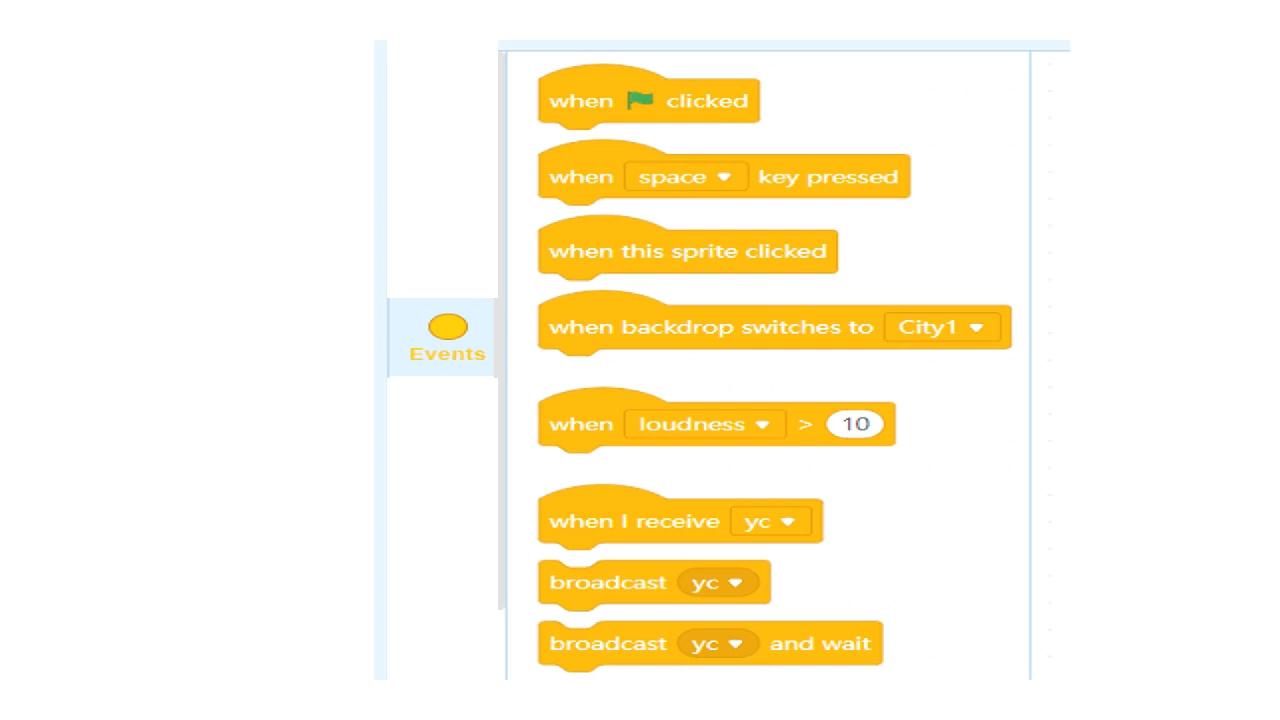 when clicked
when space key pressed
when this sprite clicked
when backdrop switches to City1
Events
when loudness > 10
when I receive yc
broadcast yc
broadcast yc and wait